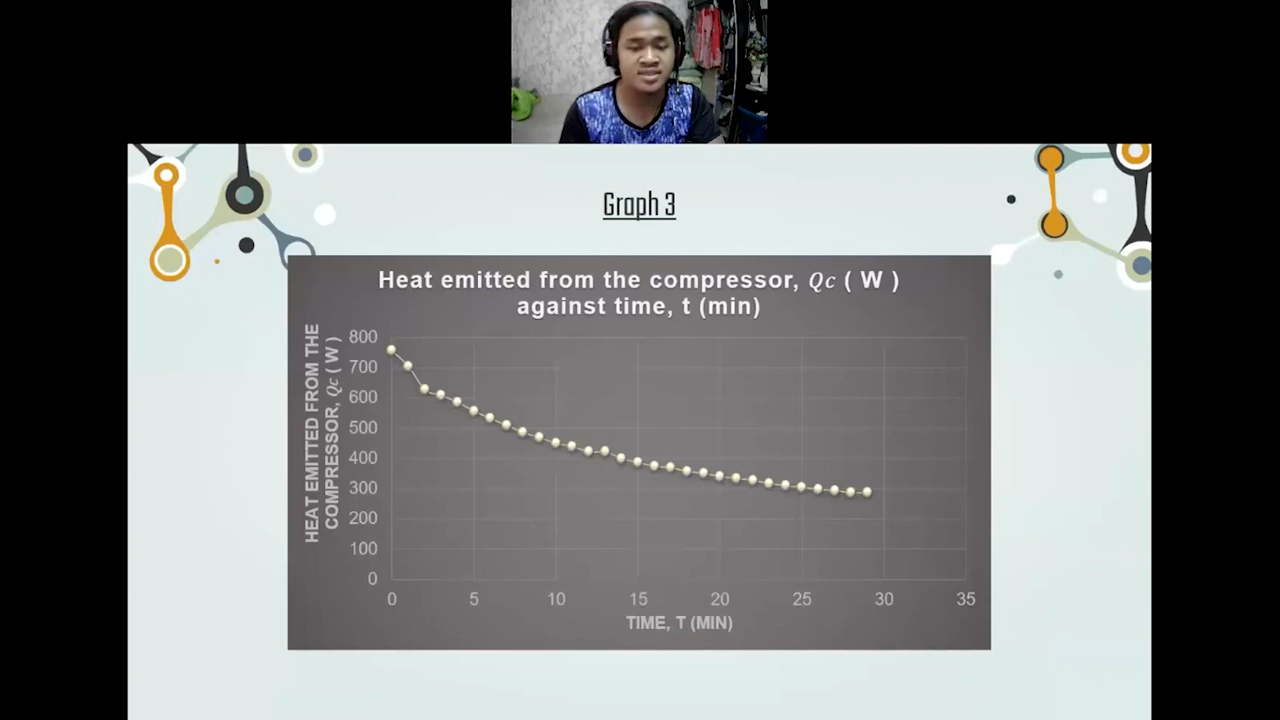 Graph 3
Heat emitted from the compressor, Qc ( W )
against time, t (min)
HEAT EMITTED FROM THE
COMPRESSOR, Qc ( W )
800
700
600
500
400
300
200
100
0
0 5 10 15 20 25 30 35
TIME, T (MIN)